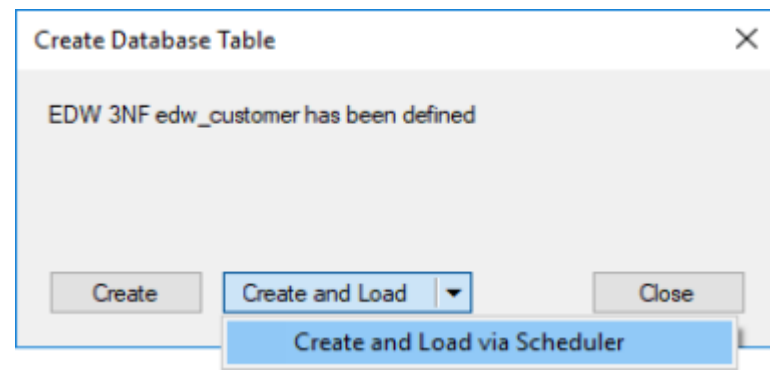 Create Database Table
EDW 3NF edw_customer has been defined
Create Create and Load Close
Create and Load via Scheduler